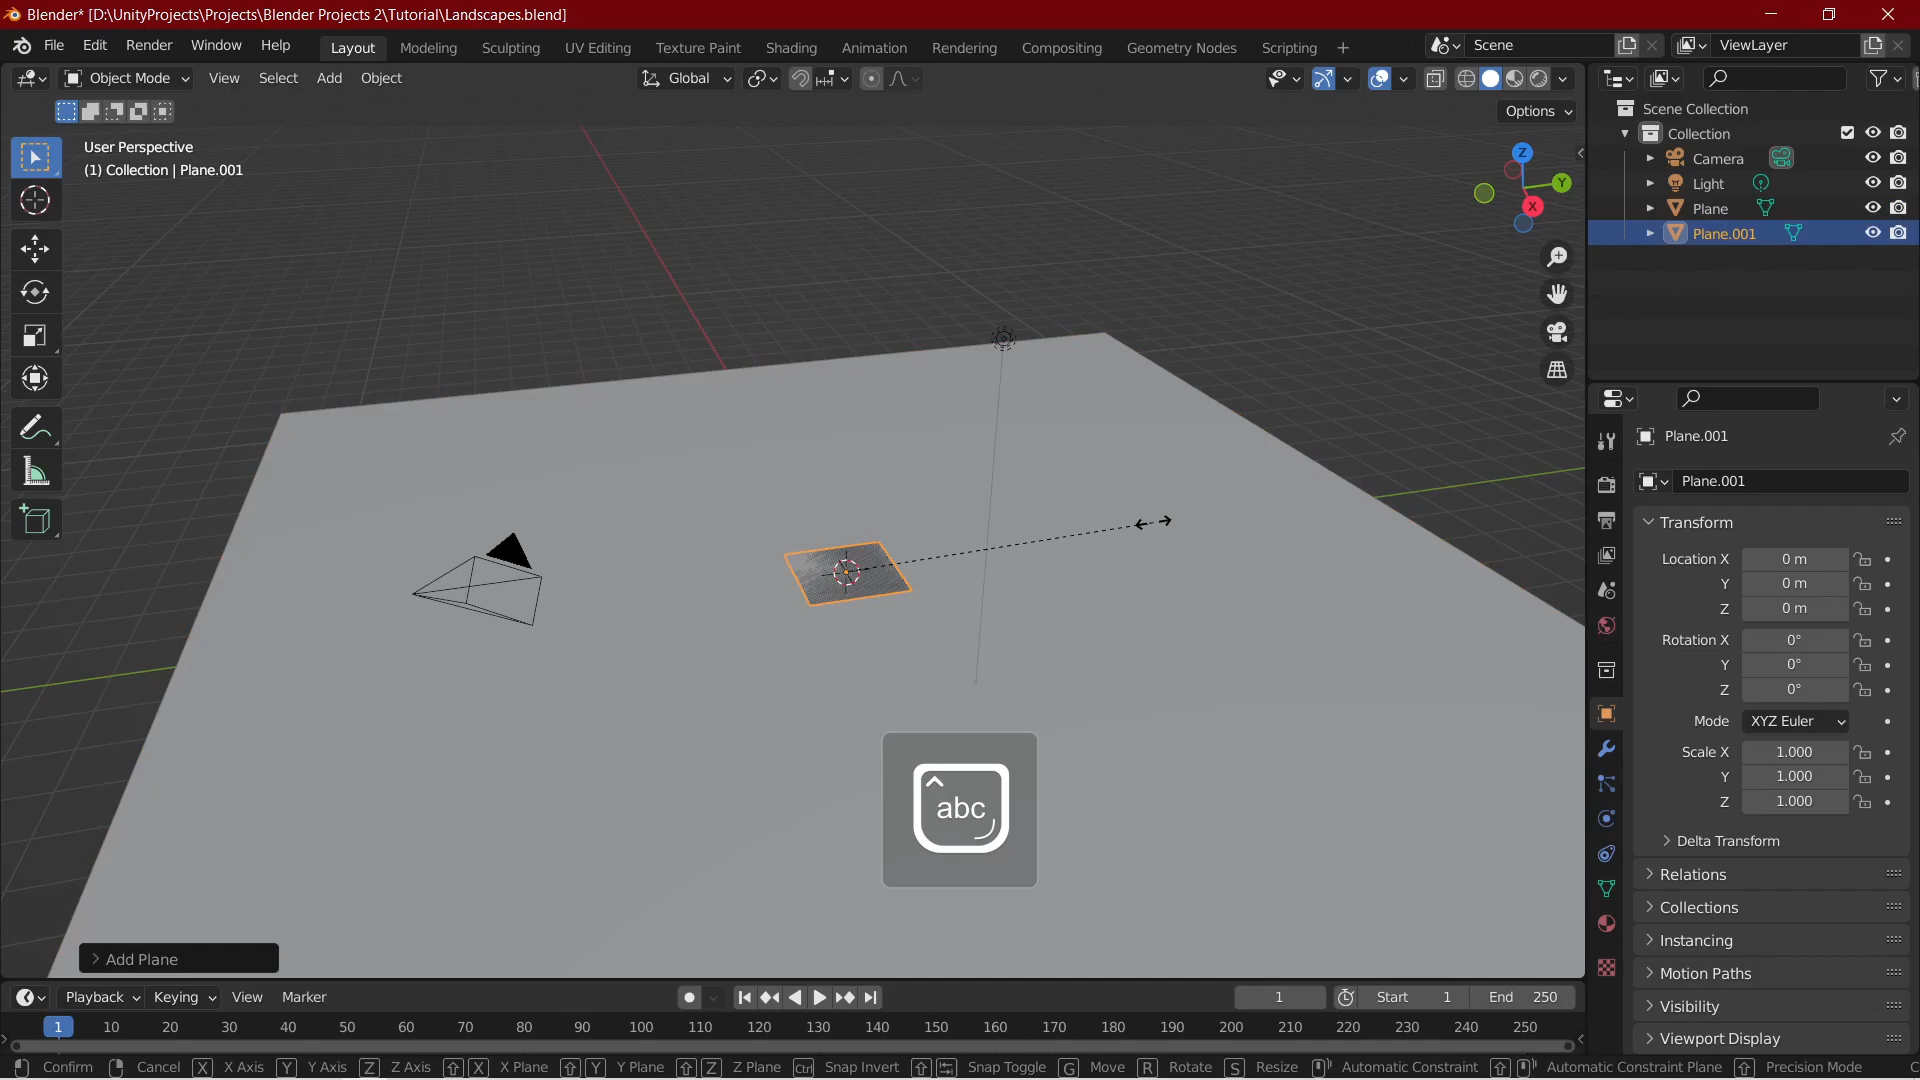 Blender* [D:\UnityProjects\Projects\Blender Projects 2\Tutorial\Landscapes.blend]
File Edit Render Window Help Layout Modeling Sculpting UV Editing Texture Paint Shading Animation Rendering Compositing Geometry Nodes Scripting + Scene ViewLayer
Object Mode View Select Add Object Global
Options
User Perspective
(1) Collection | Plane.001
Z
Y
X
Scene Collection
Collection
Camera
Light
Plane
Plane.001
Plane.001
Plane.001
Transform
Location X 0 m
Y 0 m
Z 0 m
Rotation X 0°
Y 0°
Z 0°
Mode XYZ Euler
Scale X 1.000
Y 1.000
Z 1.000
Delta Transform
Relations
Collections
Instancing
Motion Paths
Visibility
Viewport Display
abc
Add Plane
Playback Keying View Marker 1 Start 1 End 250
1 10 20 30 40 50 60 70 80 90 100 110 120 130 140 150 160 170 180 190 200 210 220 230 240 250
Confirm Cancel X X Axis Y Y Axis Z Z Axis X X Plane Y Y Plane Z Z Plane Ctrl Snap Invert Snap Toggle G Move R Rotate S Resize Automatic Constraint Automatic Constraint Plane Precision Mode